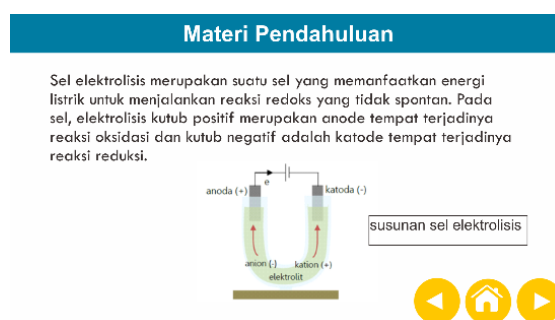 Materi Pendahuluan
Sel elektrolisis merupakan suatu sel yang memanfaatkan energi
listrik untuk menjalankan reaksi redoks yang tidak spontan. Pada
sel, elektrolisis kutub positif merupakan anode tempat terjadinya
reaksi oksidasi dan kutub negatif adalah katode tempat terjadinya
reaksi reduksi.
e
anoda (+)
katoda (-)
susunan sel elektrolisis
anion (-)
kation (+)
elektrolit